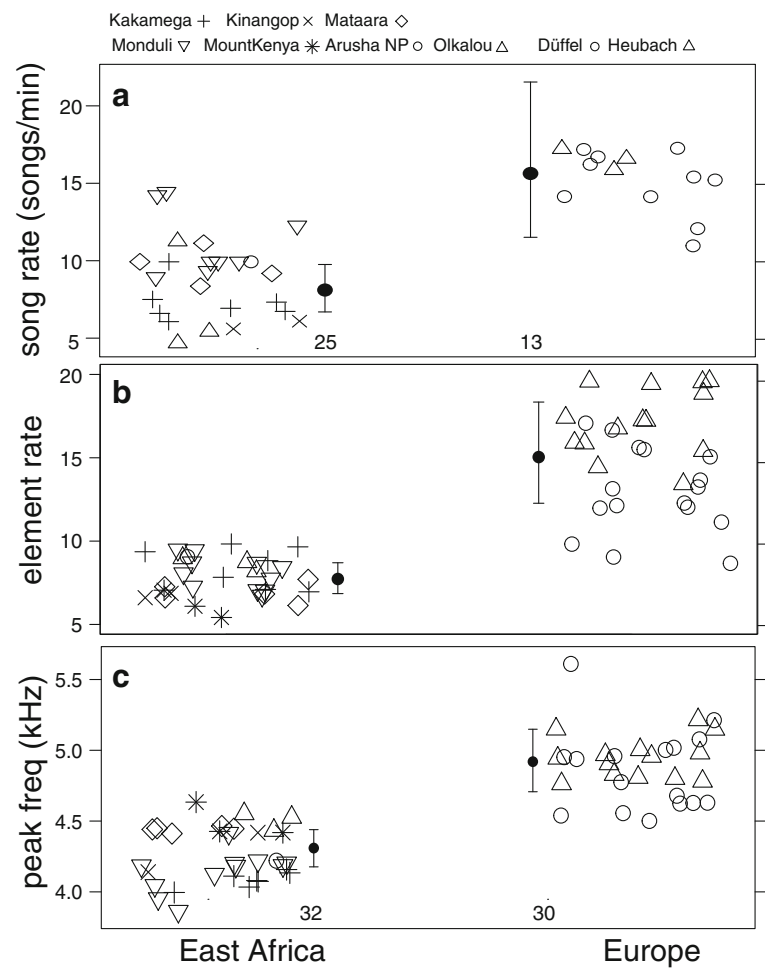 Kakamega + Kinangop × Mataara ◇
Monduli ▽ MountKenya ✳ Arusha NP ○ Olkalou △ Düffel ○ Heubach △
a
song rate (songs/min)
20
15
10
5
25
13
b
element rate
20
15
10
5
c
peak freq (kHz)
5.5
5.0
4.5
4.0
32
30
East Africa
Europe